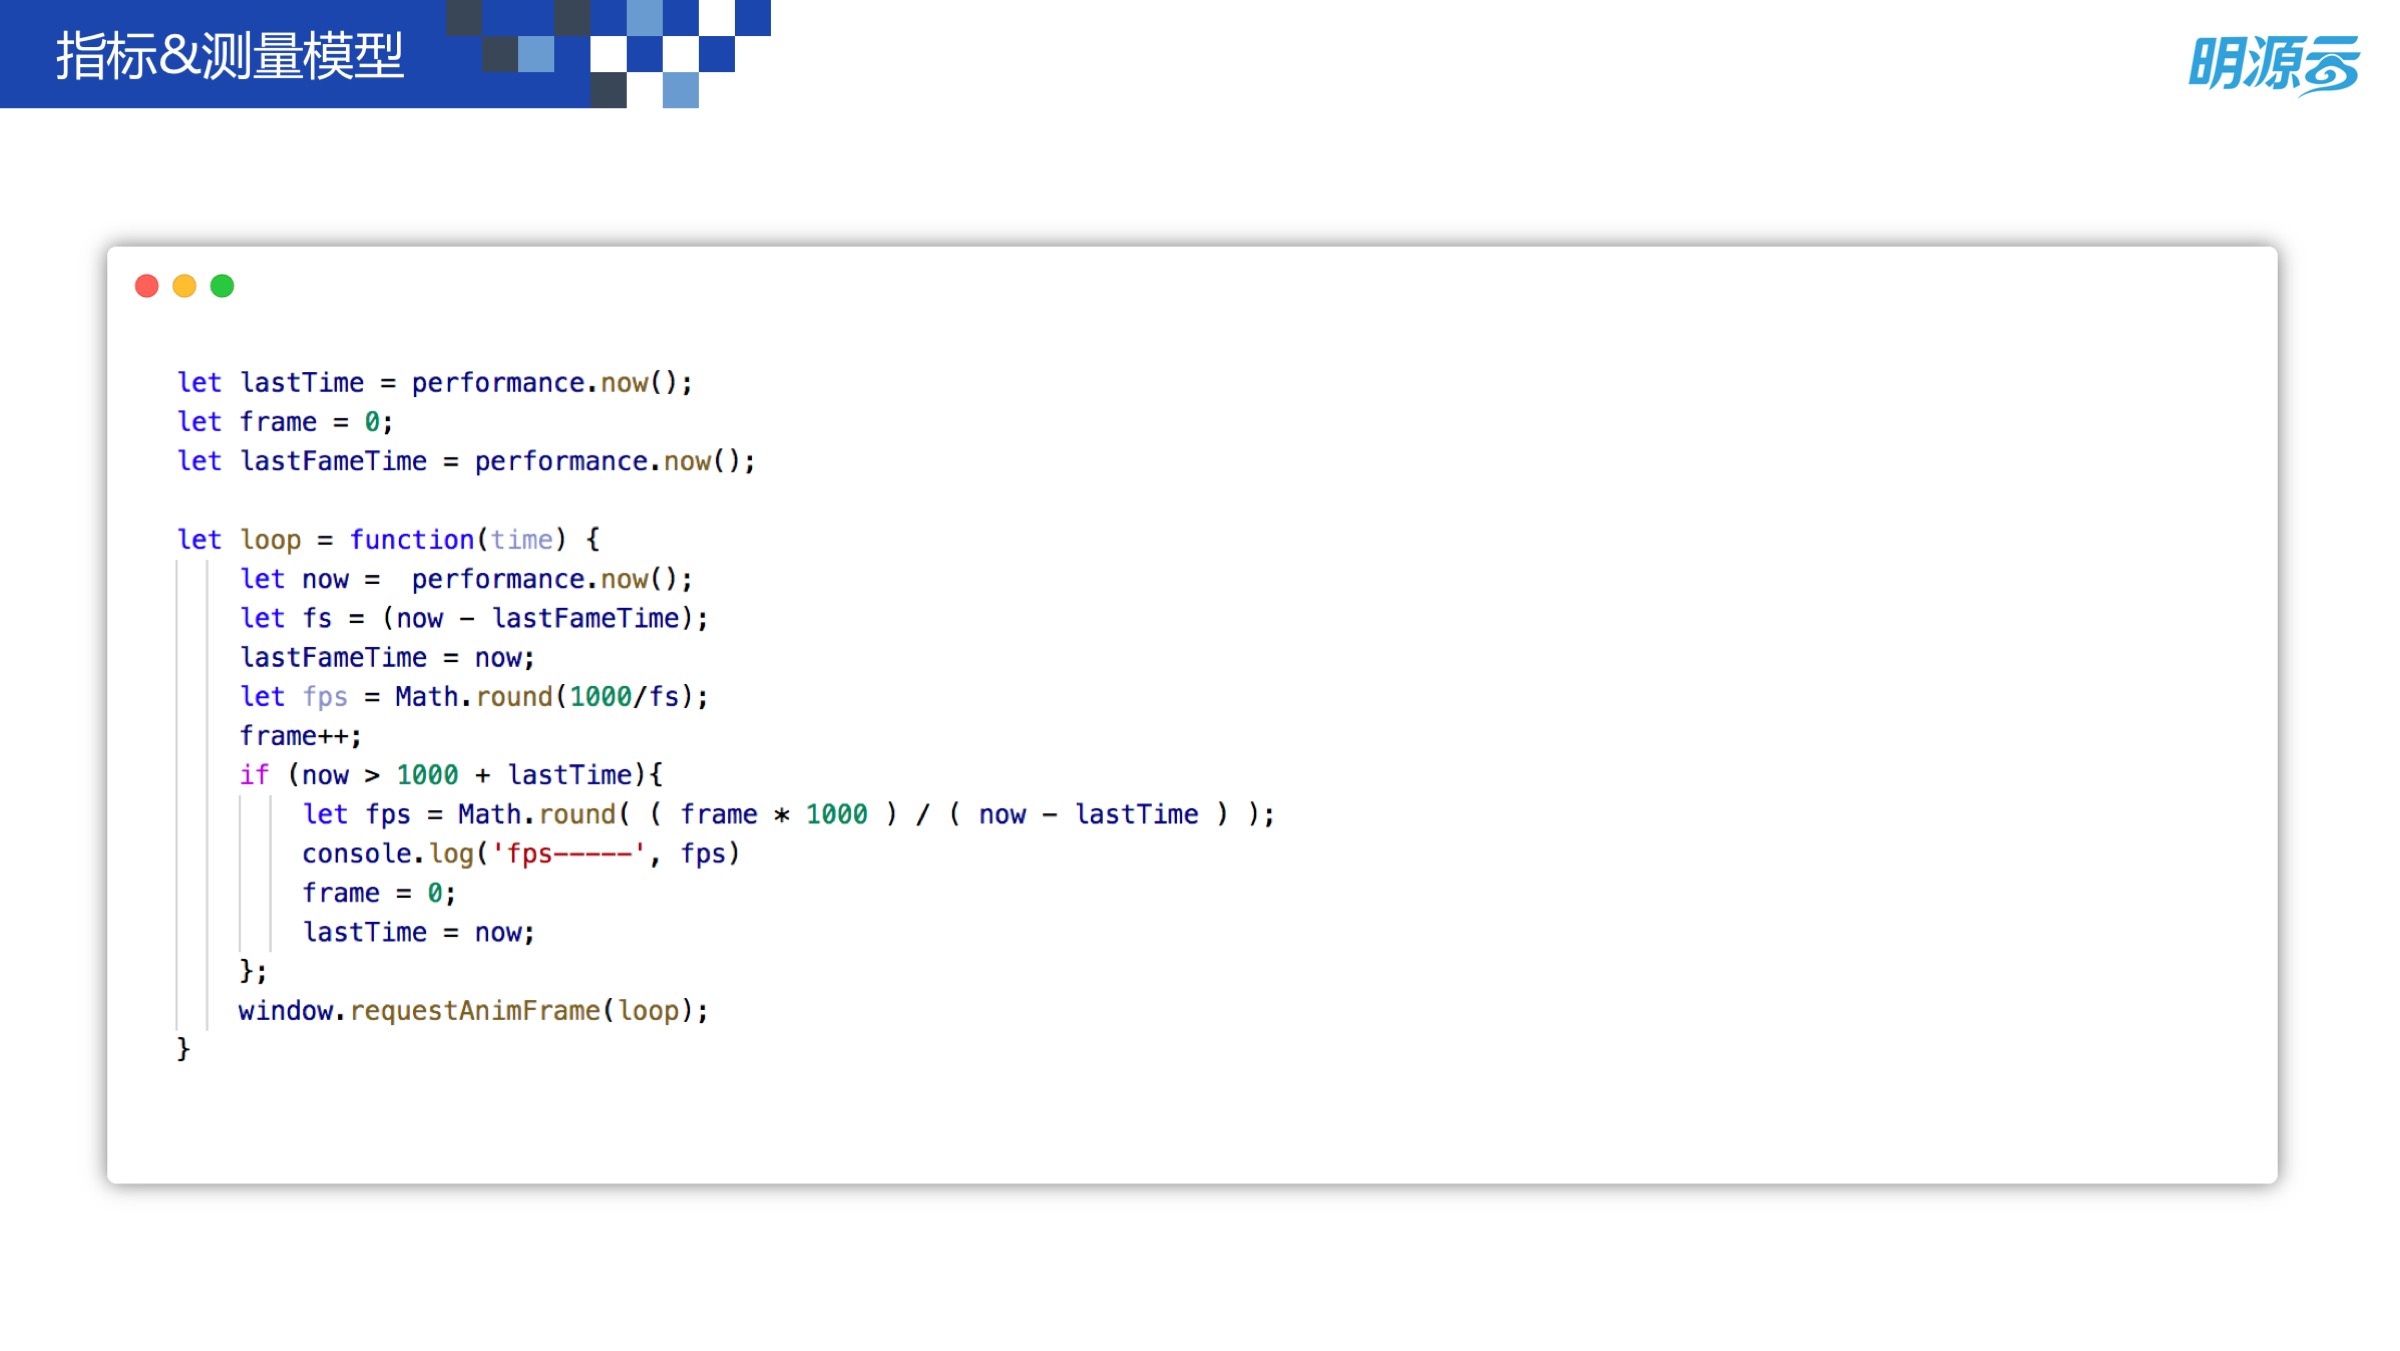 指标&测量模型
明源云
let lastTime = performance.now();
let frame = 0;
let lastFameTime = performance.now();
let loop = function(time) {
let now =  performance.now();
let fs = (now - lastFameTime);
lastFameTime = now;
let fps = Math.round(1000/fs);
frame++;
if (now > 1000 + lastTime){
let fps = Math.round( ( frame * 1000 ) / ( now - lastTime ) );
console.log('fps-----', fps)
frame = 0;
lastTime = now;
};
window.requestAnimFrame(loop);
}